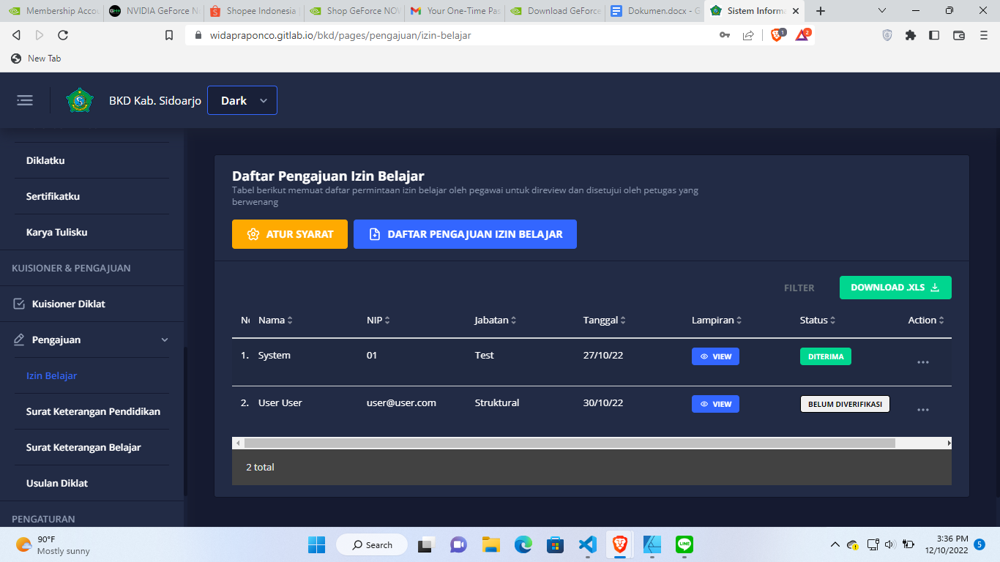 Membership Accou
NVIDIA GeForce N
Shopee Indonesia
Shop GeForce NOW
Your One-Time Pas
Download GeForce
Dokumen.docx - G
Sistem Informa
widapraponco.gitlab.io/bkd/pages/pengajuan/izin-belajar
1
2
New Tab
BKD Kab. Sidoarjo
Dark
Diklatku
Sertifikatku
Karya Tulisku
KUISIONER & PENGAJUAN
Kuisioner Diklat
Pengajuan
Izin Belajar
Surat Keterangan Pendidikan
Surat Keterangan Belajar
Usulan Diklat
PENGATURAN
Daftar Pengajuan Izin Belajar
Tabel berikut memuat daftar permintaan izin belajar oleh pegawai untuk direview dan disetujui oleh petugas yang
berwenang
ATUR SYARAT
DAFTAR PENGAJUAN IZIN BELAJAR
FILTER
DOWNLOAD .XLS
No Nama NIP Jabatan Tanggal Lampiran Status Action
1. System 01 Test 27/10/22 VIEW DITERIMA ...
2. User User user@user.com Struktural 30/10/22 VIEW BELUM DIVERIFIKASI ...
2 total
90°F
Mostly sunny
Search
LINE
3:36 PM
12/10/2022
5